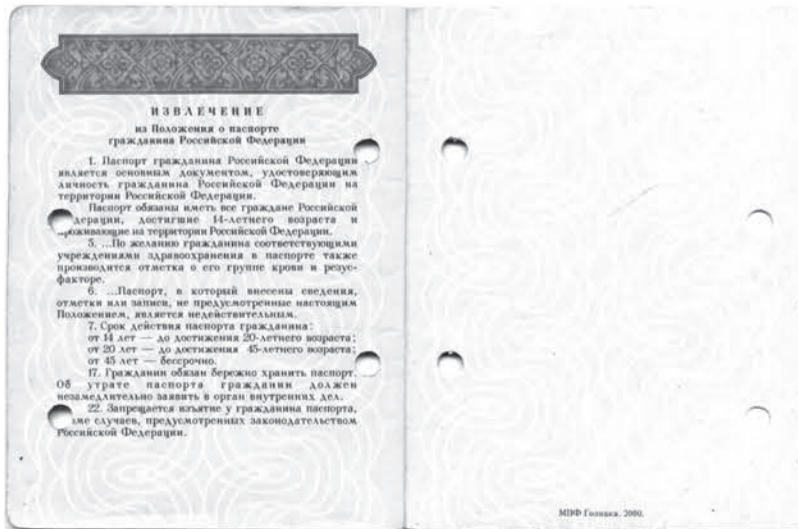 ИЗВЛЕЧЕНИЕ
из Положения о паспорте
гражданина Российской Федерации
1. Паспорт гражданина Российской Федерации
является основным документом, удостоверяющим
личность гражданина Российской Федерации на
территории Российской Федерации.
Паспорт обязаны иметь все граждане Российской
дерации, достигшие 14-летнего возраста и
проживающие на территории Российской Федерации.
5. ...По желанию гражданина соответствующими
учреждениями здравоохранения в паспорте также
производится отметка о его группе крови и резус-
факторе.
6. ...Паспорт, в который внесены сведения,
отметки или записи, не предусмотренные настоящим
Положением, является недействительным.
7. Срок действия паспорта гражданина:
от 14 лет — до достижения 20-летнего возраста;
от 20 лет — до достижения 45-летнего возраста;
от 45 лет — бессрочно.
17. Гражданин обязан бережно хранить паспорт.
Об утрате паспорта гражданин должен
незамедлительно заявить в орган внутренних дел.
22. Запрещается изъятие у гражданина паспорта,
оме случаев, предусмотренных законодательством
Российской Федерации.
МПФ Гознака. 2000.